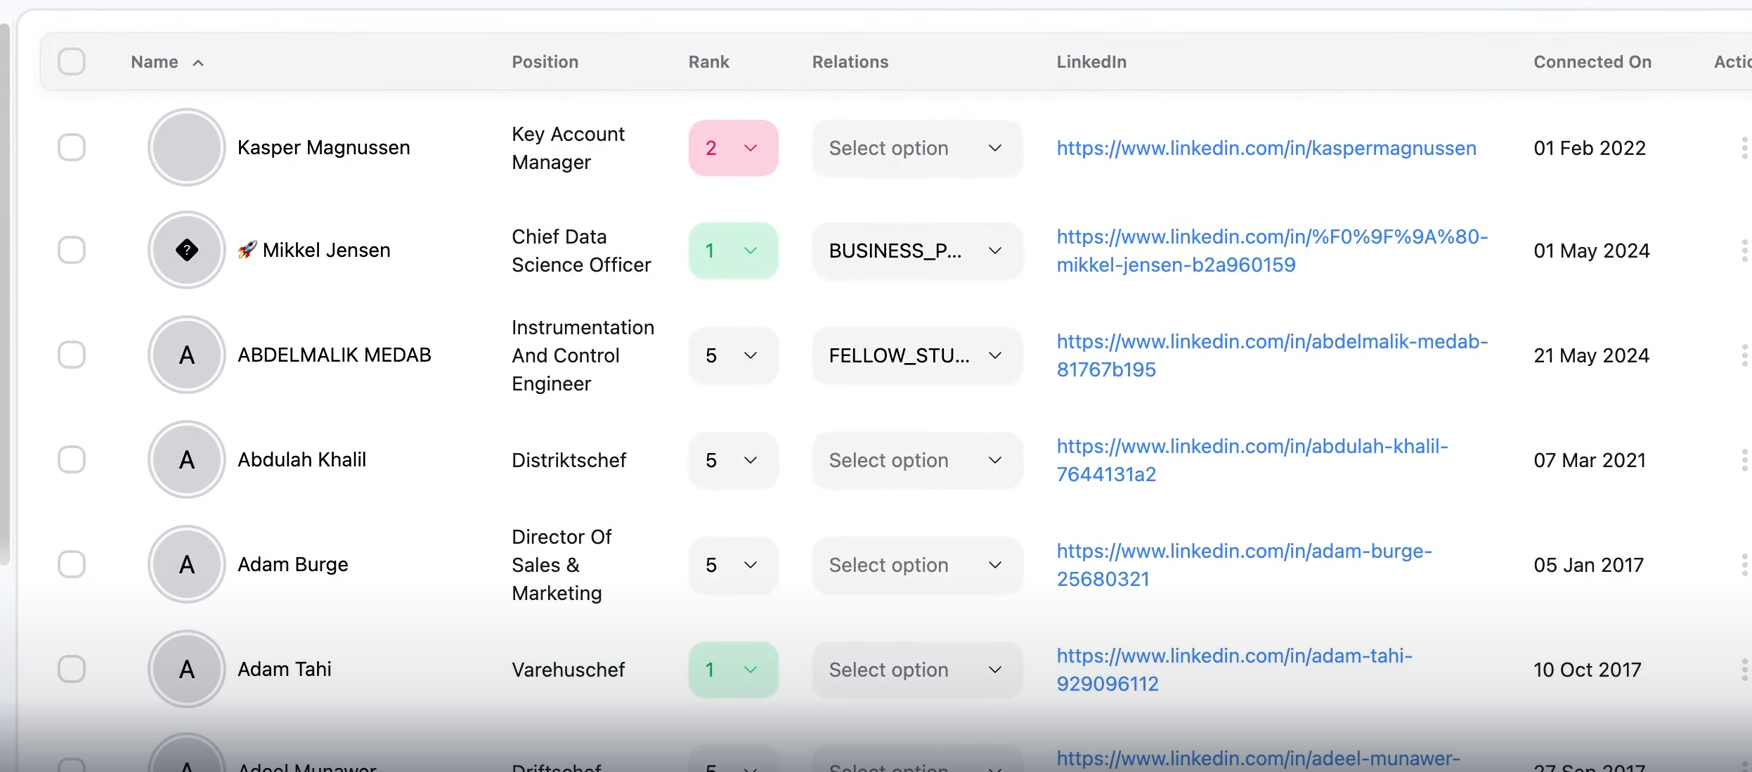 Name Position Rank Relations LinkedIn Connected On Actic
Kasper Magnussen Key Account Manager 2 Select option https://www.linkedin.com/in/kaspermagnussen 01 Feb 2022
? 🚀 Mikkel Jensen Chief Data Science Officer 1 BUSINESS_P... https://www.linkedin.com/in/%F0%9F%9A%80-mikkel-jensen-b2a960159 01 May 2024
A ABDELMALIK MEDAB Instrumentation And Control Engineer 5 FELLOW_STU... https://www.linkedin.com/in/abdelmalik-medab-81767b195 21 May 2024
A Abdulah Khalil Distriktschef 5 Select option https://www.linkedin.com/in/abdulah-khalil-7644131a2 07 Mar 2021
A Adam Burge Director Of Sales & Marketing 5 Select option https://www.linkedin.com/in/adam-burge-25680321 05 Jan 2017
A Adam Tahi Varehuschef 1 Select option https://www.linkedin.com/in/adam-tahi-929096112 10 Oct 2017
A Adeel Munawer Driftschef 5 Select option https://www.linkedin.com/in/adeel-munawer- 27 Sep 2017